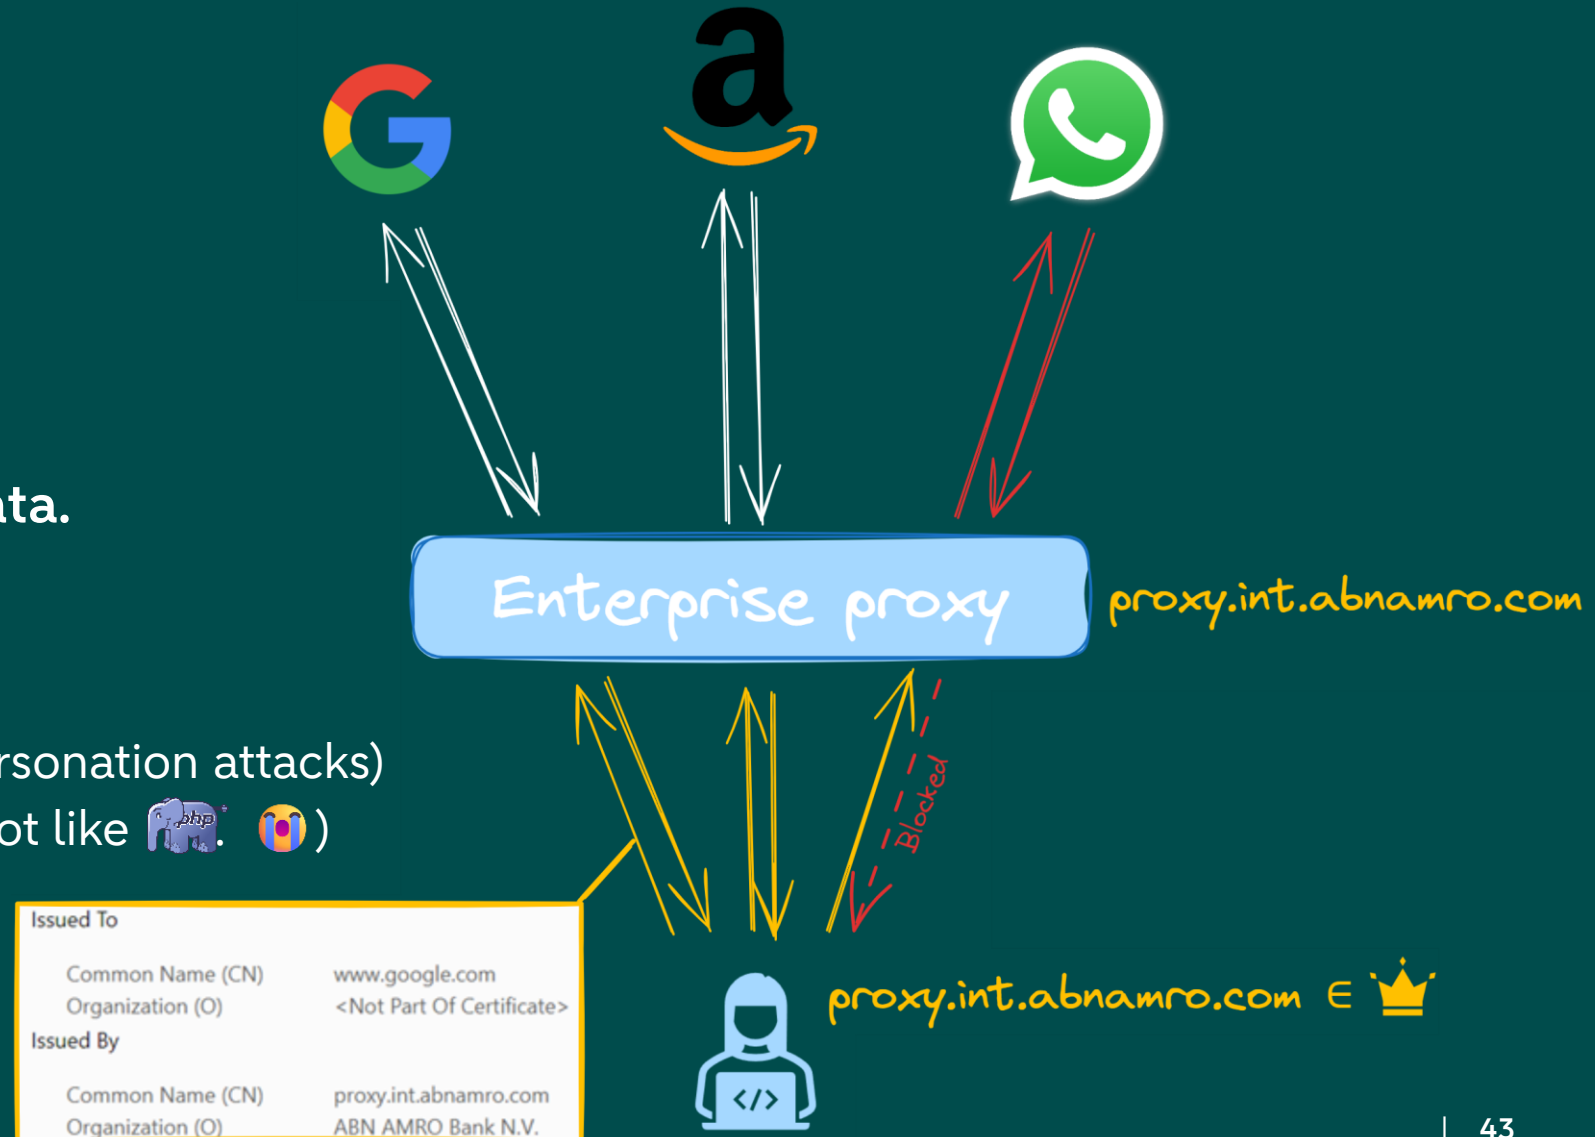 a
ata.
Enterprise proxy
proxy.int.abnamro.com
Blocked
rsonation attacks)
ot like php. )
Issued To
Common Name (CN) www.google.com
Organization (O) <Not Part Of Certificate>
Issued By
Common Name (CN) proxy.int.abnamro.com
Organization (O) ABN AMRO Bank N.V.
proxy.int.abnamro.com ∈
</>
| 43